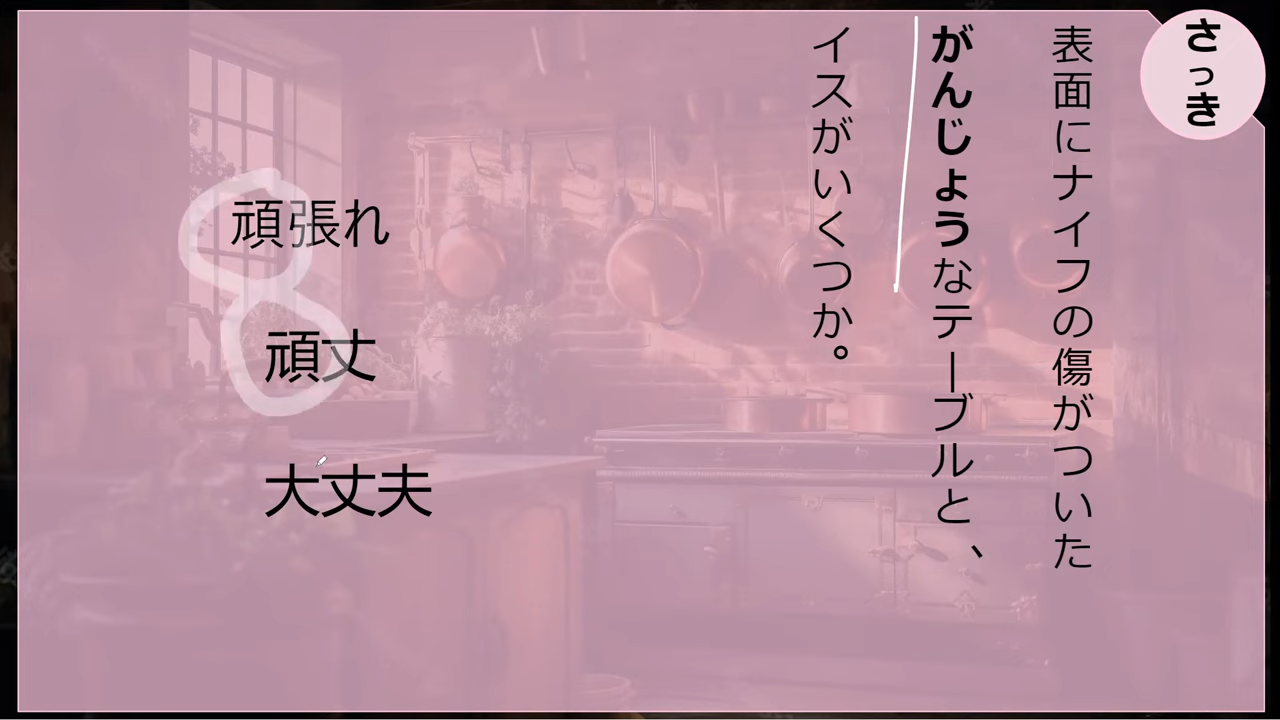 さっき
表面にナイフの傷がついた
がんじょうなテーブルと、
イスがいくつか。
頑張れ
頑丈
大丈夫